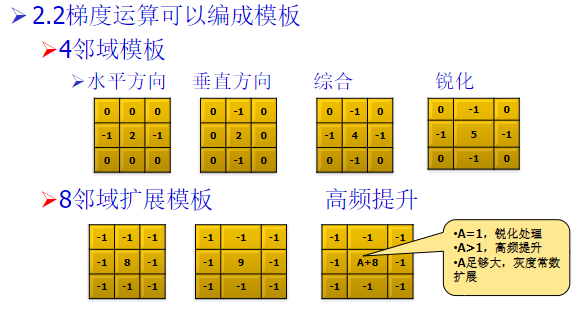 2.2梯度运算可以编成模板
4邻域模板
水平方向 垂直方向 综合 锐化
0 0 0 0 -1 0 0 -1 0 0 -1 0
-1 2 -1 0 2 0 -1 4 -1 -1 5 -1
0 0 0 0 -1 0 0 -1 0 0 -1 0
8邻域扩展模板 高频提升
-1 -1 -1 -1 -1 -1 -1 -1 -1
-1 8 -1 -1 9 -1 -1 A+8 -1
-1 -1 -1 -1 -1 -1 -1 -1 -1
•A=1，锐化处理
•A>1，高频提升
•A足够大，灰度常数
扩展